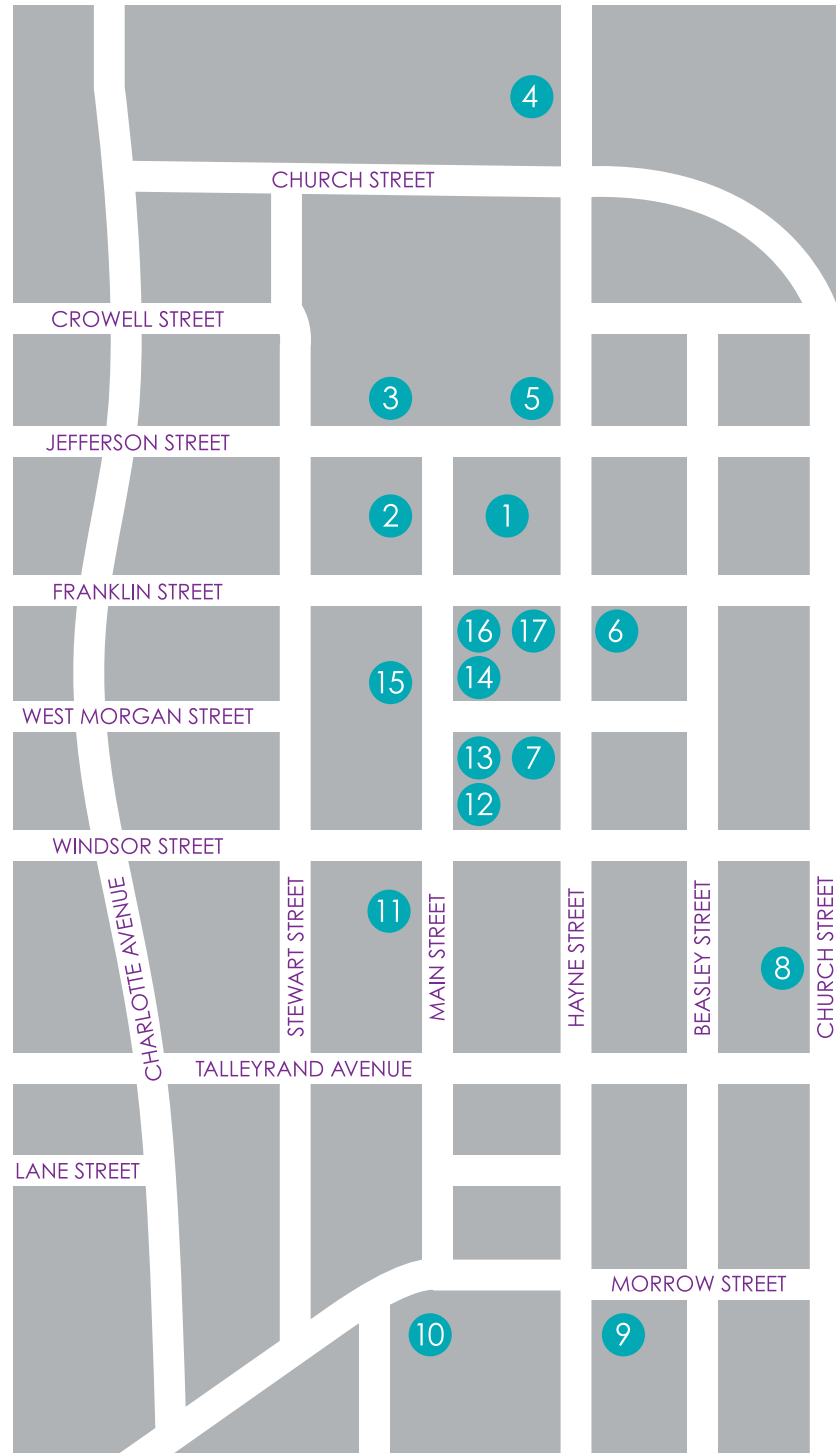 4
CHURCH STREET
CROWELL STREET
3
5
JEFFERSON STREET
2
1
FRANKLIN STREET
16
17
6
14
15
WEST MORGAN STREET
13
7
12
WINDSOR STREET
CHARLOTTE AVENUE
STEWART STREET
11
MAIN STREET
HAYNE STREET
BEASLEY STREET
8
CHURCH STREET
TALLEYRAND AVENUE
LANE STREET
MORROW STREET
10
9